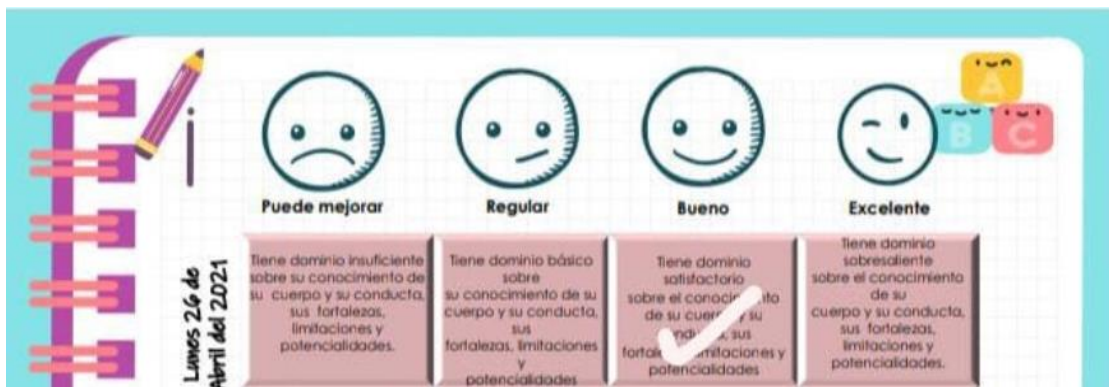 A
B C
Puede mejorar
Regular
Bueno
Excelente
Lunes 26 de
Abril del 2021
Tiene dominio insuficiente
sobre su conocimiento de
su cuerpo y su conducta,
sus fortalezas,
limitaciones y
potencialidades.
Tiene dominio básico
sobre
su conocimiento de su
cuerpo y su conducta,
sus
fortalezas, limitaciones
y
potencialidades
Tiene dominio
satisfactorio
sobre el
de su y su
sus
y
potencialidades
Tiene dominio
sobresaliente
sobre el conocimiento
de su
cuerpo y su conducta,
sus fortalezas,
limitaciones y
potencialidades.